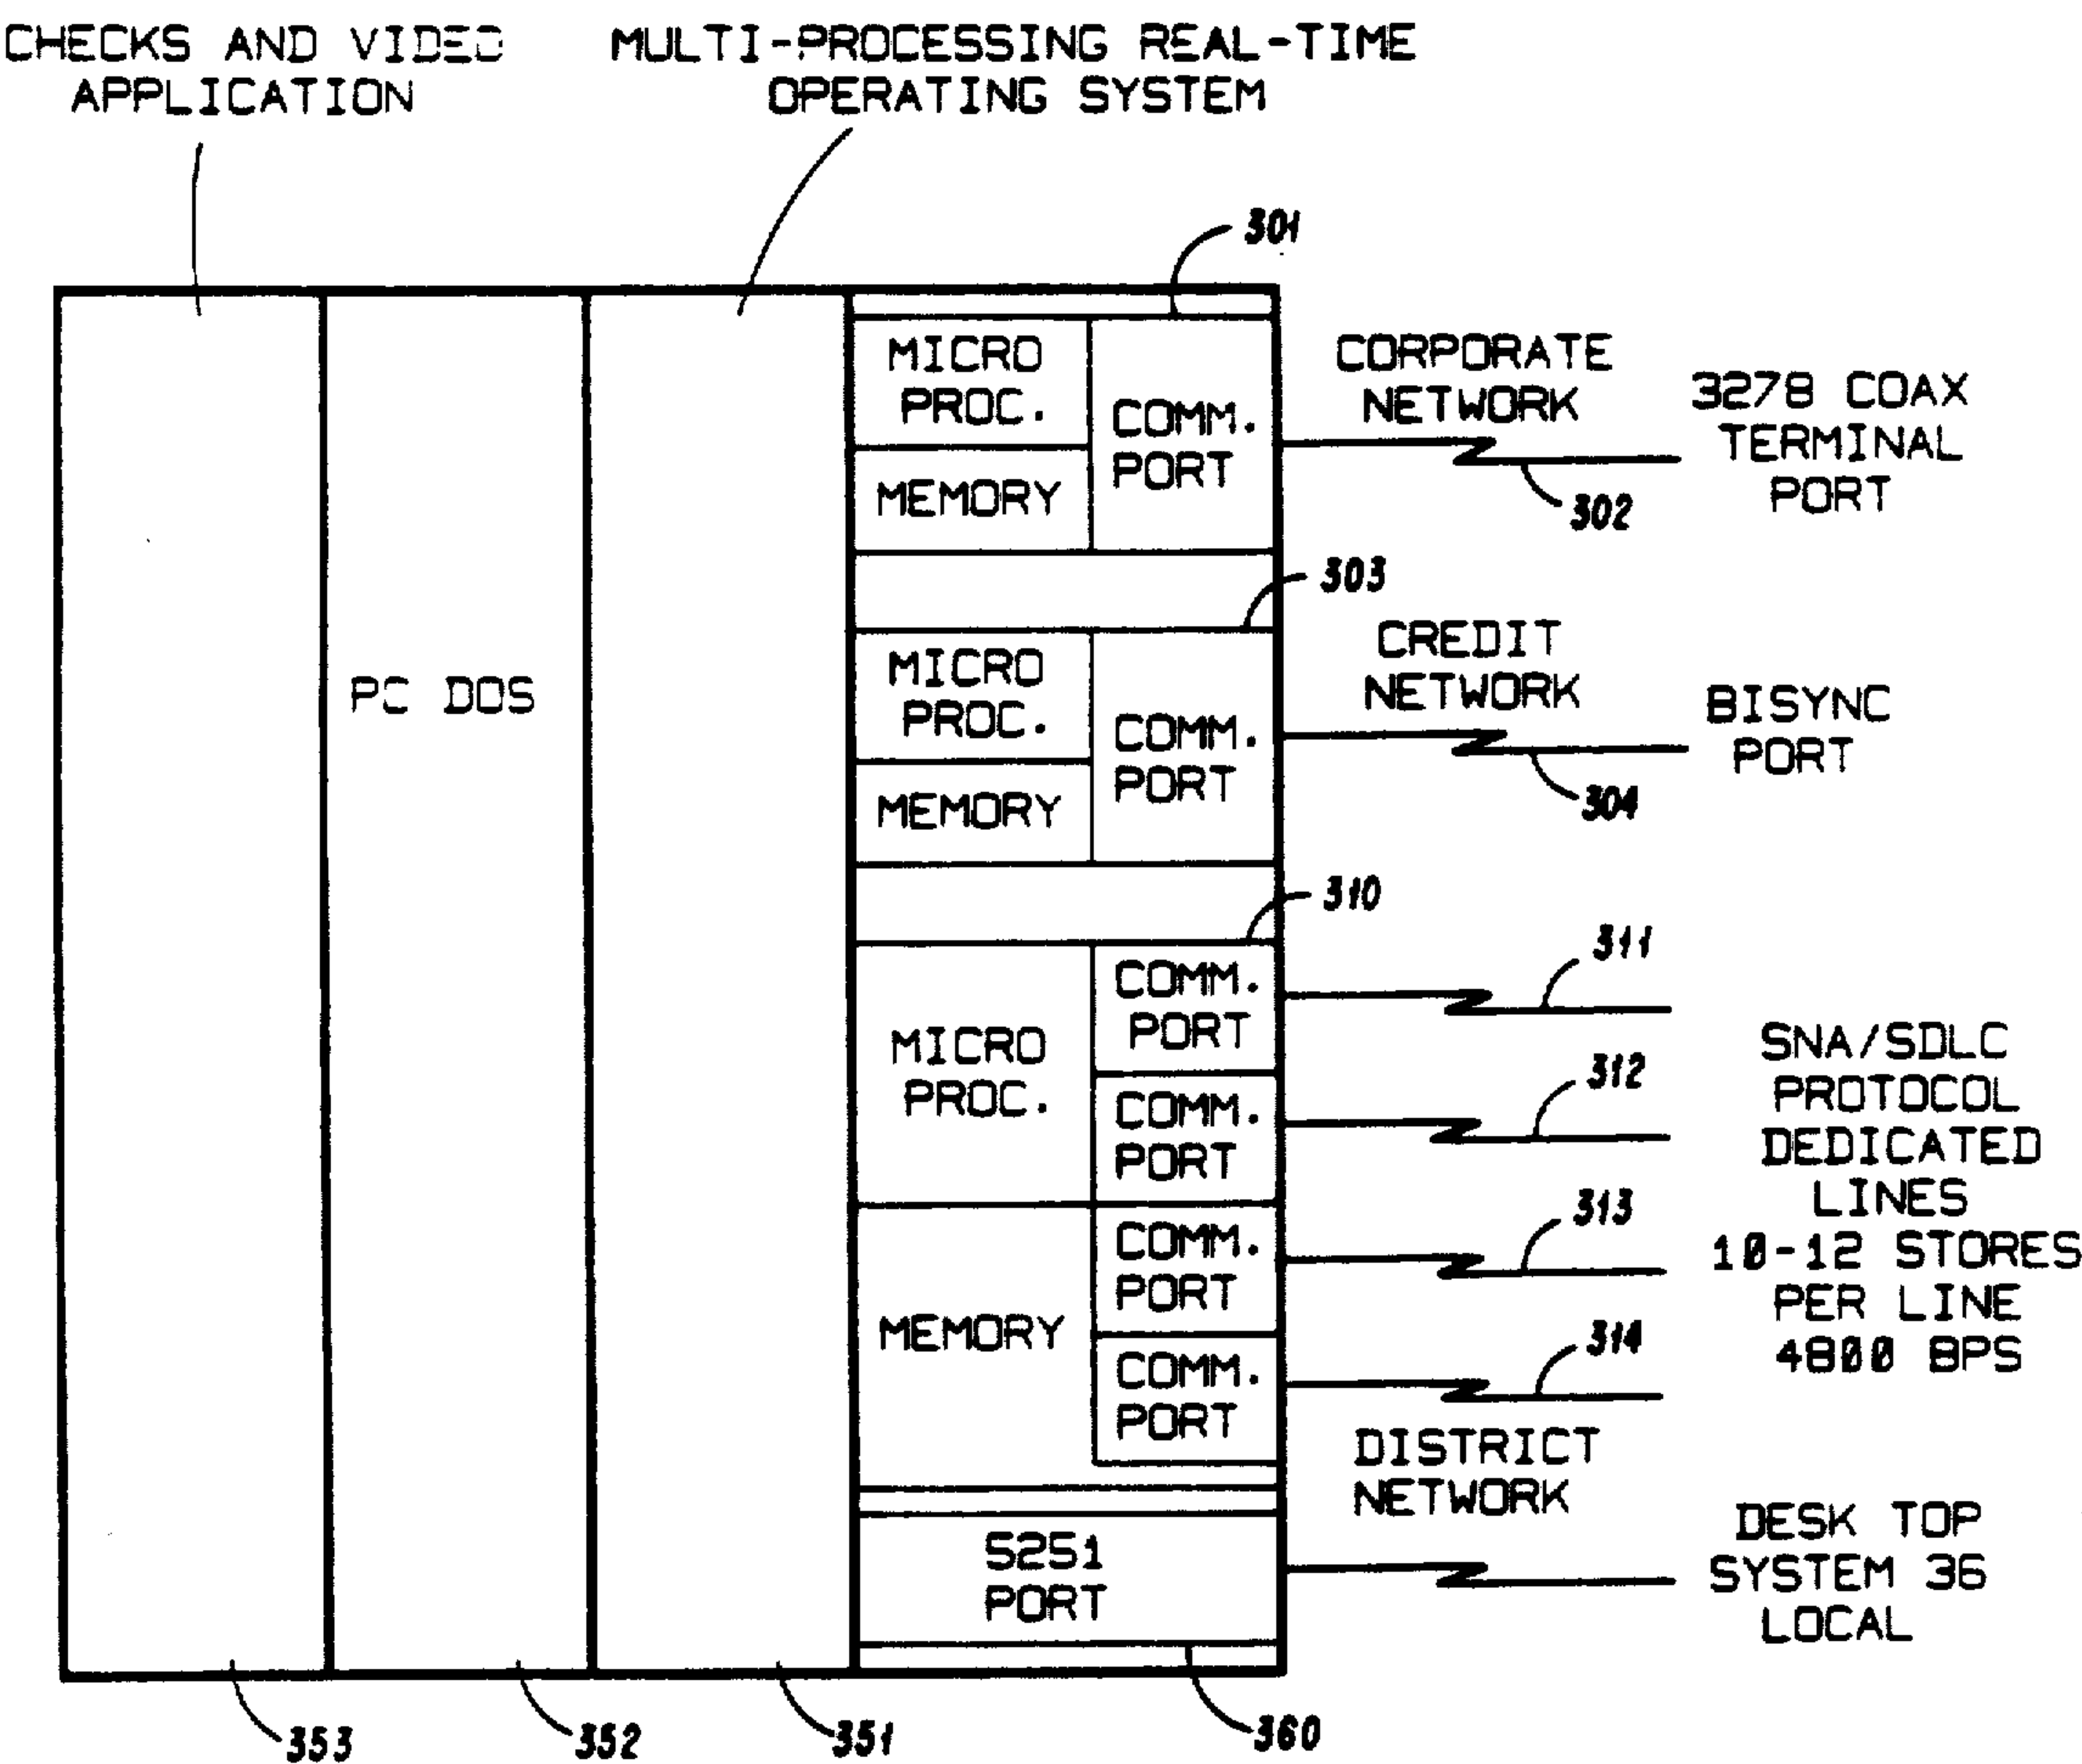 CHECKS AND VIDEO
APPLICATION
MULTI-PROCESSING REAL-TIME
OPERATING SYSTEM
301
MICRO
PROC.
MEMORY
COMM.
PORT
CORPORATE
NETWORK
302
3278 COAX
TERMINAL
PORT
303
PC DOS
MICRO
PROC.
MEMORY
COMM.
PORT
CREDIT
NETWORK
304
BISYNC
PORT
310
MICRO
PROC.
MEMORY
COMM.
PORT
COMM.
PORT
COMM.
PORT
COMM.
PORT
311
312
313
314
SNA/SDLC
PROTOCOL
DEDICATED
LINES
10-12 STORES
PER LINE
4800 BPS
DISTRICT
NETWORK
5251
PORT
DESK TOP
SYSTEM 36
LOCAL
353
352
351
360